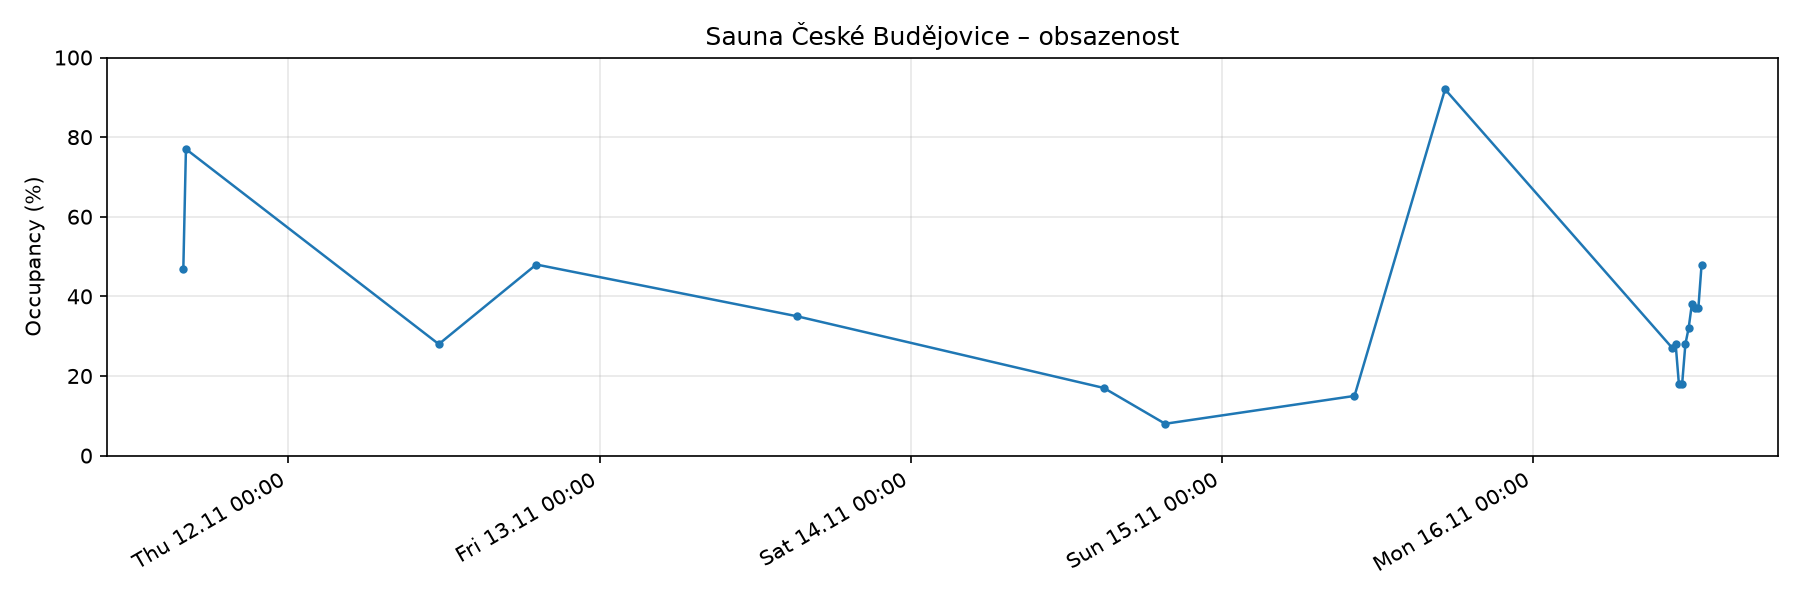 Sauna České Budějovice – obsazenost
Occupancy (%)
100
80
60
40
20
0
Thu 12.11 00:00
Fri 13.11 00:00
Sat 14.11 00:00
Sun 15.11 00:00
Mon 16.11 00:00